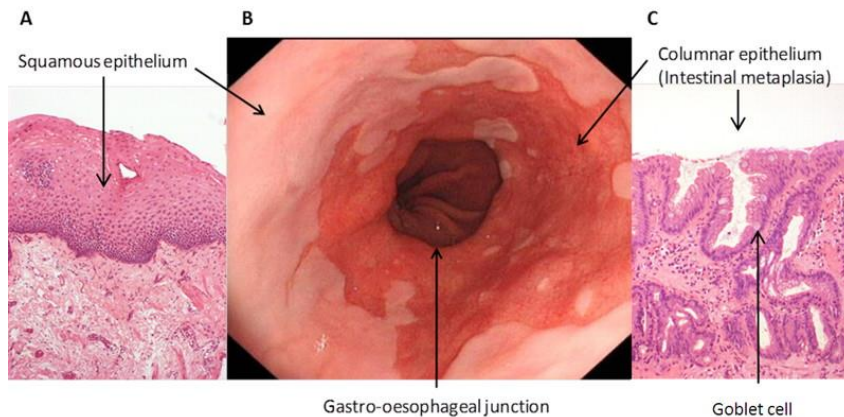 A
B
C
Squamous epithelium
Columnar epithelium
(Intestinal metaplasia)
Gastro-oesophageal junction
Goblet cell